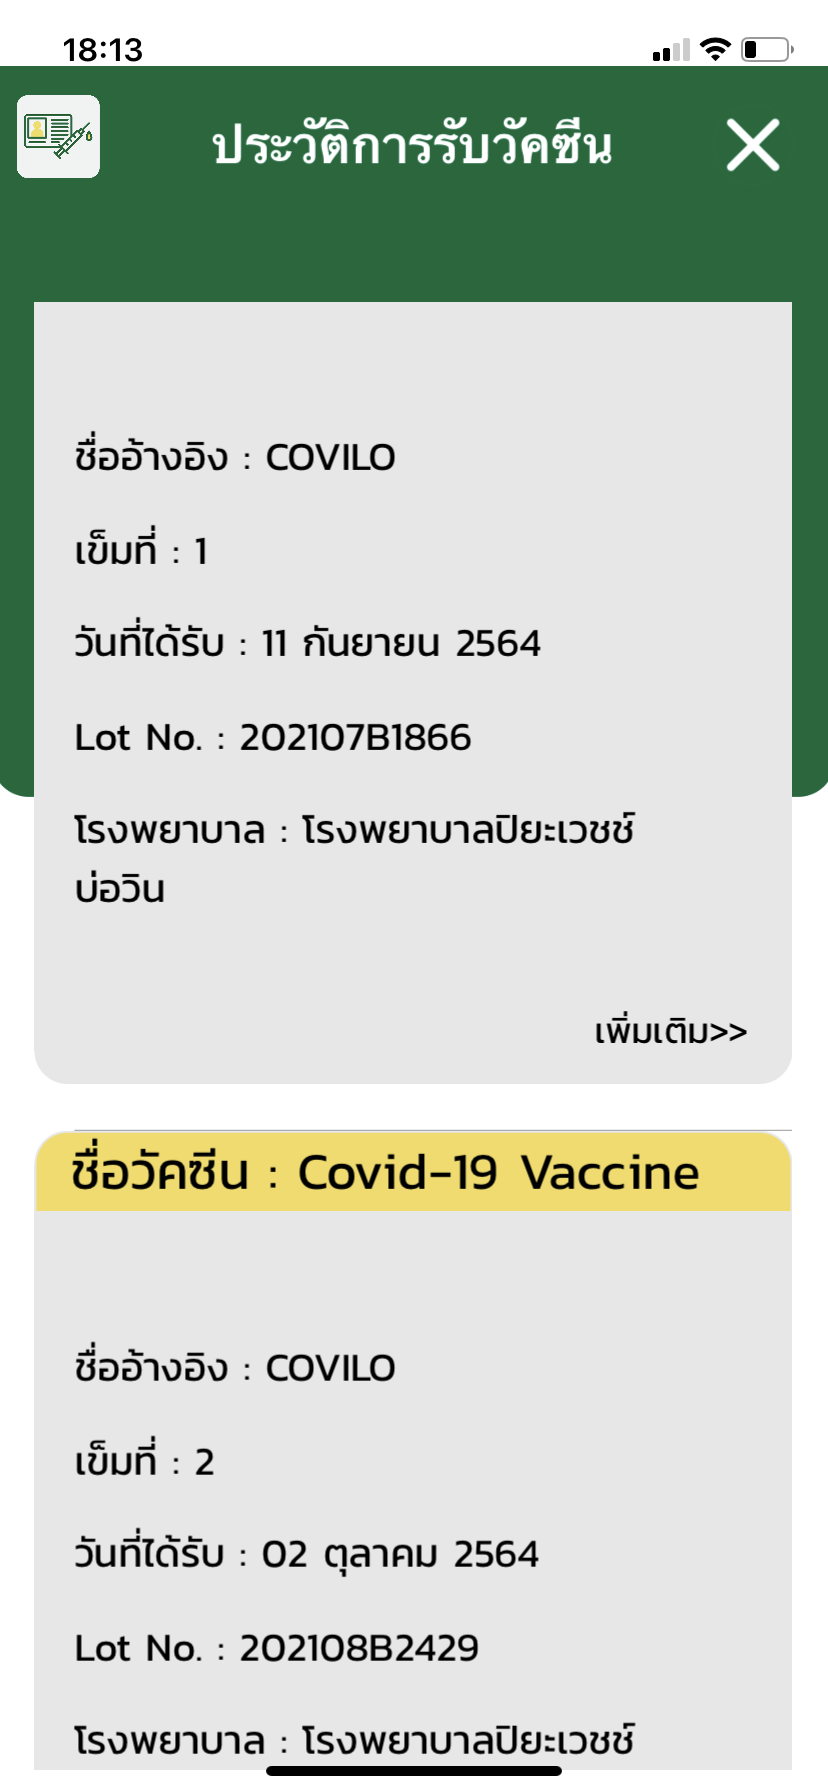 18:13
ประวัติการรับวัคซีน
ชื่ออ้างอิง : COVILO
เข็มที่ : 1
วันที่ได้รับ : 11 กันยายน 2564
Lot No. : 202107B1866
โรงพยาบาล : โรงพยาบาลปิยะเวชช์
บ่อวิน
เพิ่มเติม>>
ชื่อวัคซีน : Covid-19 Vaccine
ชื่ออ้างอิง : COVILO
เข็มที่ : 2
วันที่ได้รับ : 02 ตุลาคม 2564
Lot No. : 202108B2429
โรงพยาบาล : โรงพยาบาลปิยะเวชช์